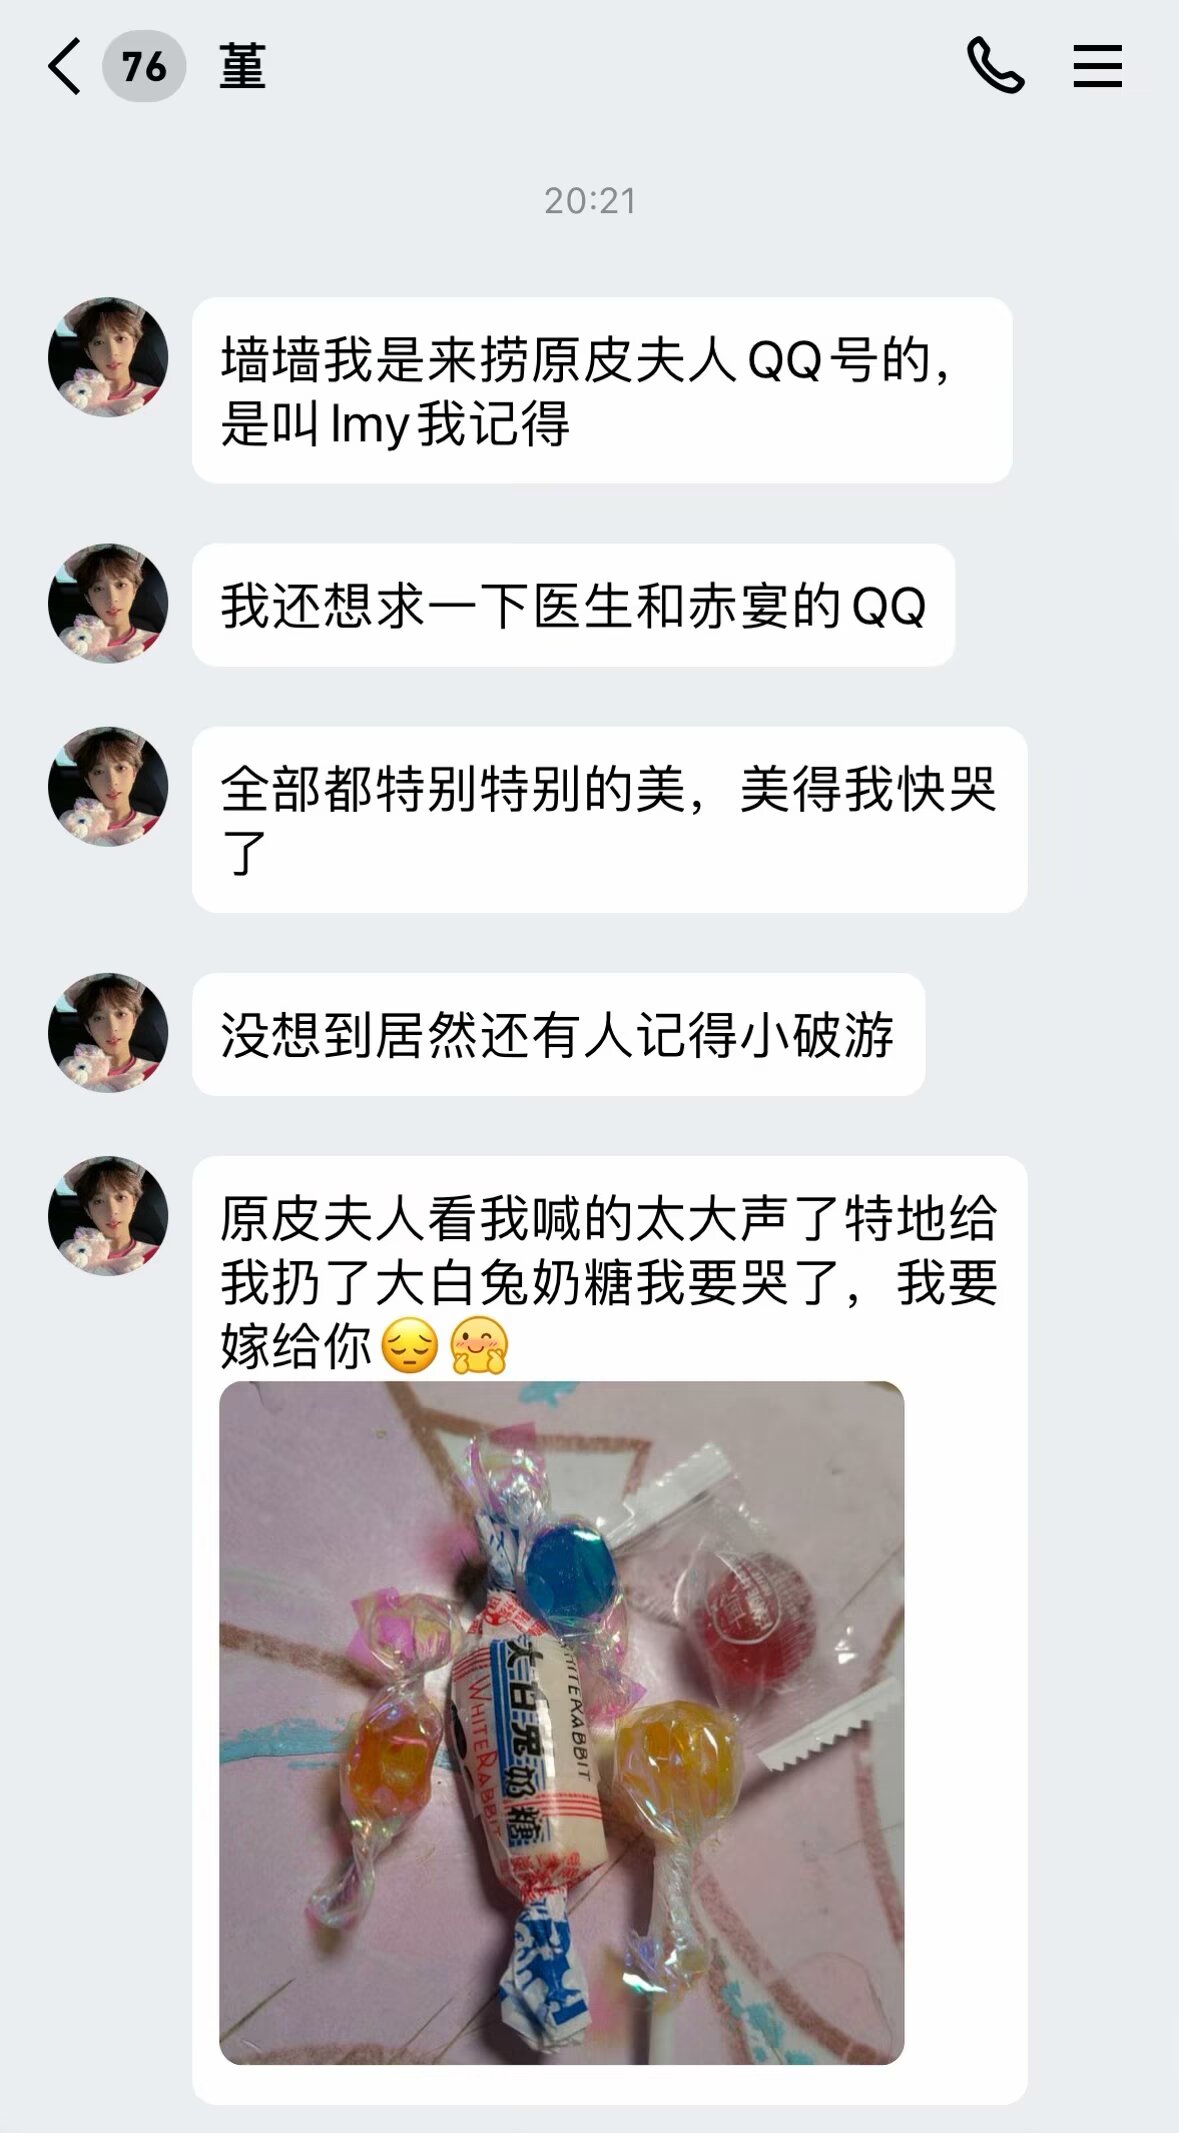 76 堇
20:21
墙墙我是来捞原皮夫人QQ号的，
是叫lmy我记得
我还想求一下医生和赤宴的QQ
全部都特别特别的美，美得我快哭
了
没想到居然还有人记得小破游
原皮夫人看我喊的太大声了特地给
我扔了大白兔奶糖我要哭了，我要
嫁给你😔🤗
大白兔奶糖
WHITE RABBIT
WHITE RABBIT